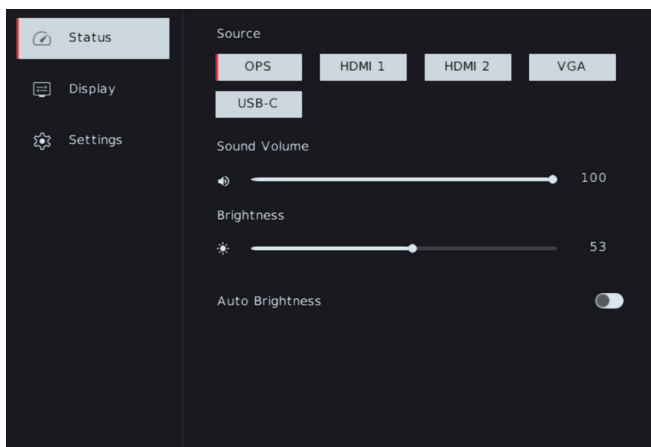 Status
Display
Settings
Source
OPS HDMI 1 HDMI 2 VGA
USB-C
Sound Volume
100
Brightness
53
Auto Brightness